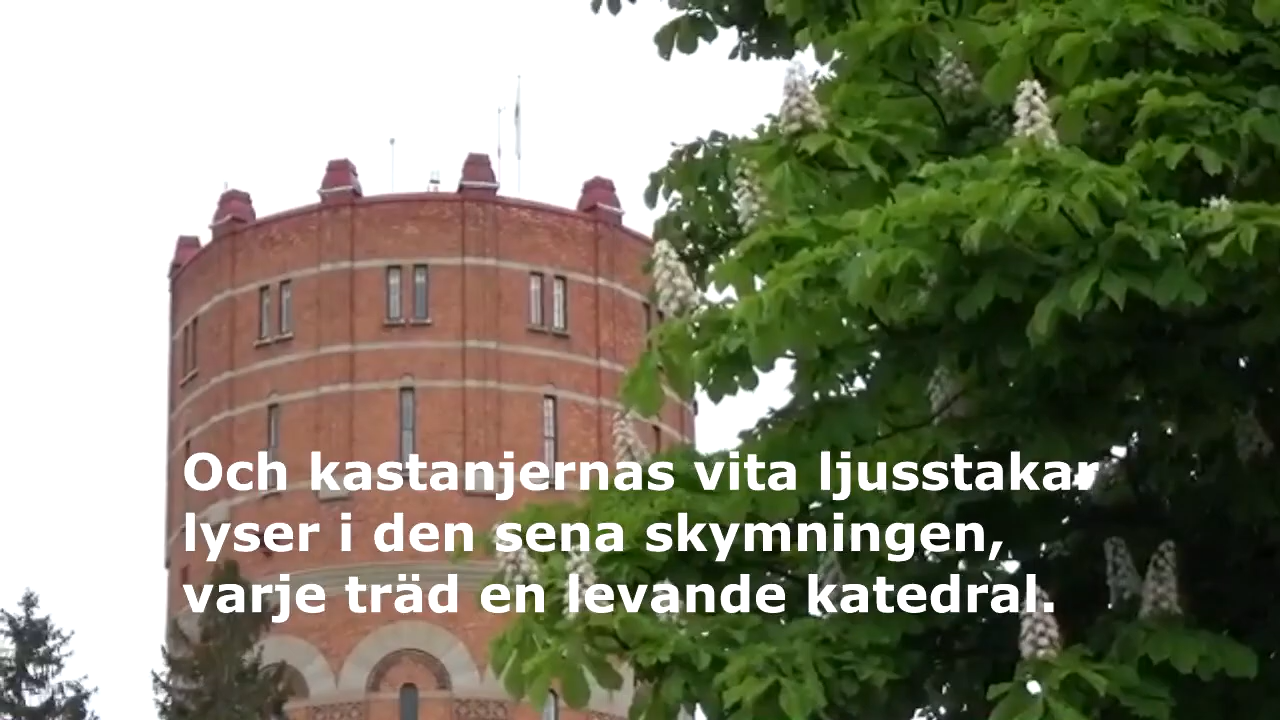 Och kastanjernas vita ljusstakar
lyser i den sena skymningen,
varje träd en levande katedral.